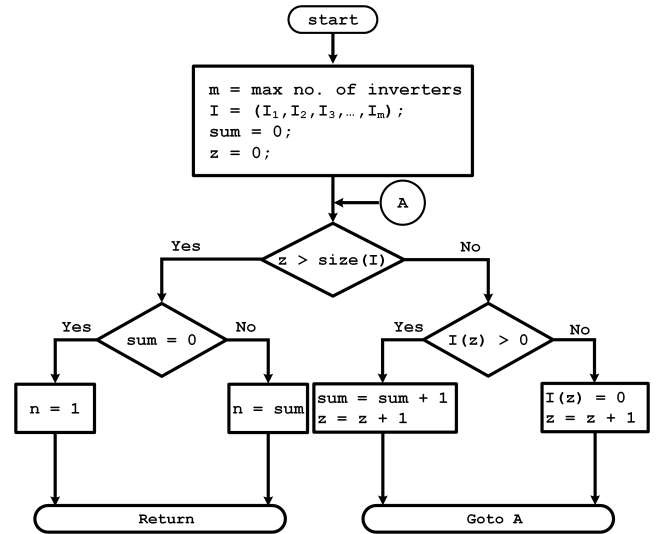 start
m = max no. of inverters
I = (I₁,I₂,I₃,…,Iₘ);
sum = 0;
z = 0;
A
z > size(I)
Yes
No
sum = 0
Yes
No
I(z) > 0
Yes
No
n = 1
n = sum
sum = sum + 1
z = z + 1
I(z) = 0
z = z + 1
Return
Goto A